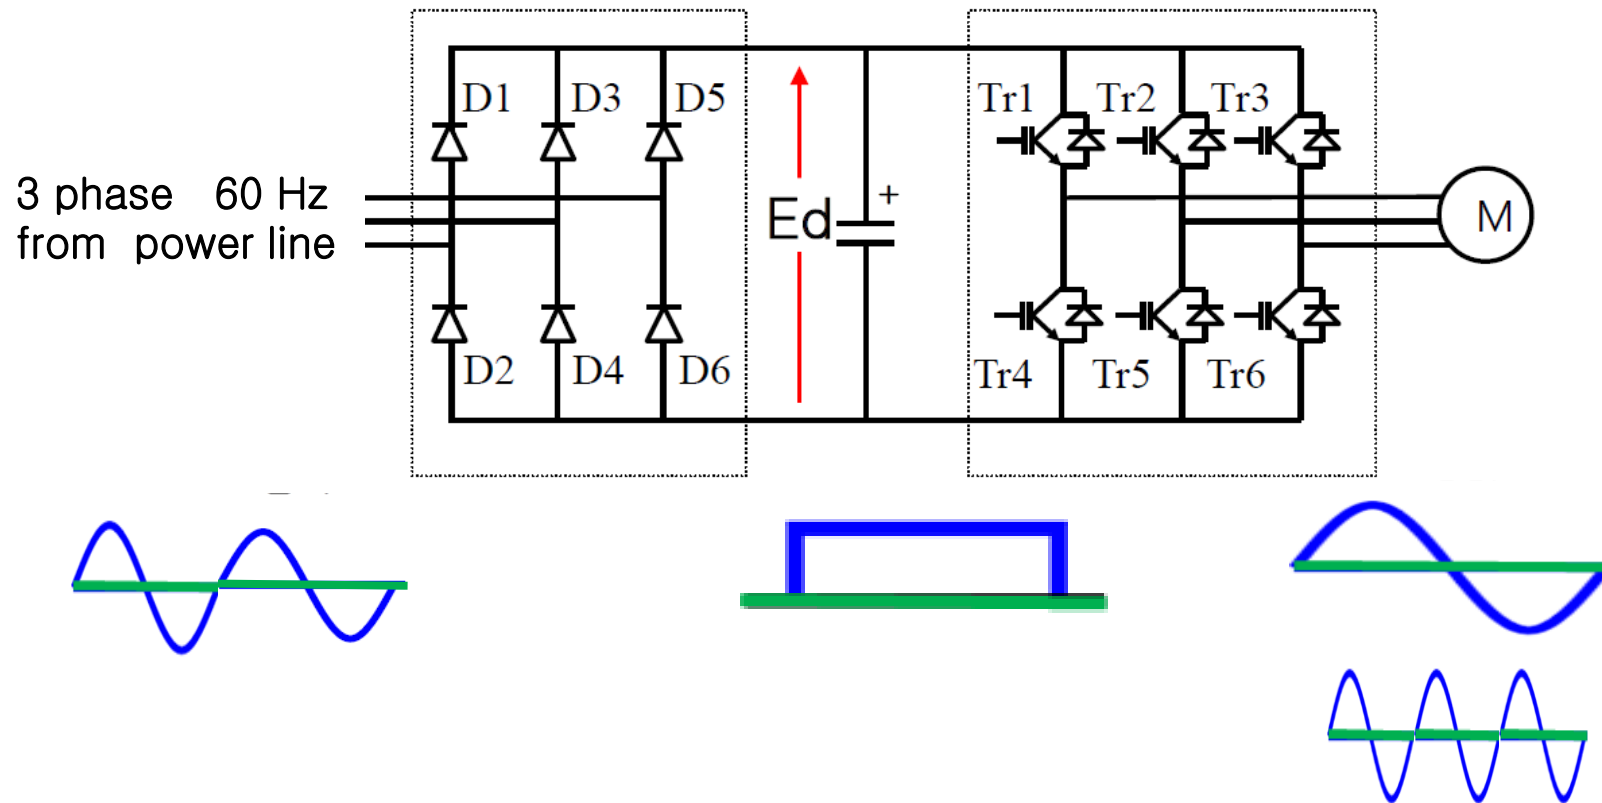 D1 D3 D5
Tr1 Tr2 Tr3
3 phase 60 Hz
from power line
Ed
+
M
D2 D4 D6
Tr4 Tr5 Tr6